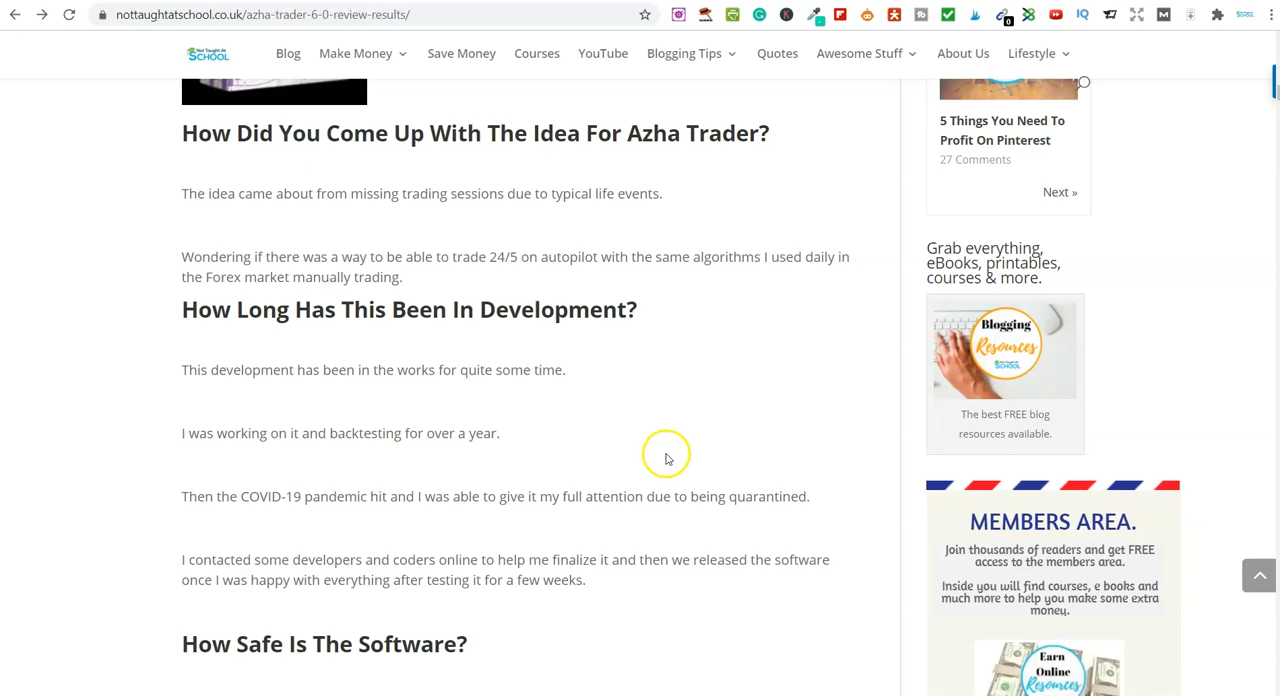 nottaughtatschool.co.uk/azha-trader-6-0-review-results/
Not Taught At
SCHOOL
Blog
Make Money
Save Money
Courses
YouTube
Blogging Tips
Quotes
Awesome Stuff
About Us
Lifestyle
How Did You Come Up With The Idea For Azha Trader?
The idea came about from missing trading sessions due to typical life events.
Wondering if there was a way to be able to trade 24/5 on autopilot with the same algorithms I used daily in
the Forex market manually trading.
How Long Has This Been In Development?
This development has been in the works for quite some time.
I was working on it and backtesting for over a year.
Then the COVID-19 pandemic hit and I was able to give it my full attention due to being quarantined.
I contacted some developers and coders online to help me finalize it and then we released the software
once I was happy with everything after testing it for a few weeks.
How Safe Is The Software?
5 Things You Need To
Profit On Pinterest
27 Comments
Next »
Grab everything,
eBooks, printables,
courses & more.
Blogging
Resources
SCHOOL
The best FREE blog
resources available.
MEMBERS AREA.
Join thousands of readers and get FREE
access to the members area.
Inside you will find courses, e books and
much more to help you make some extra
money.
Earn
Online
Resources